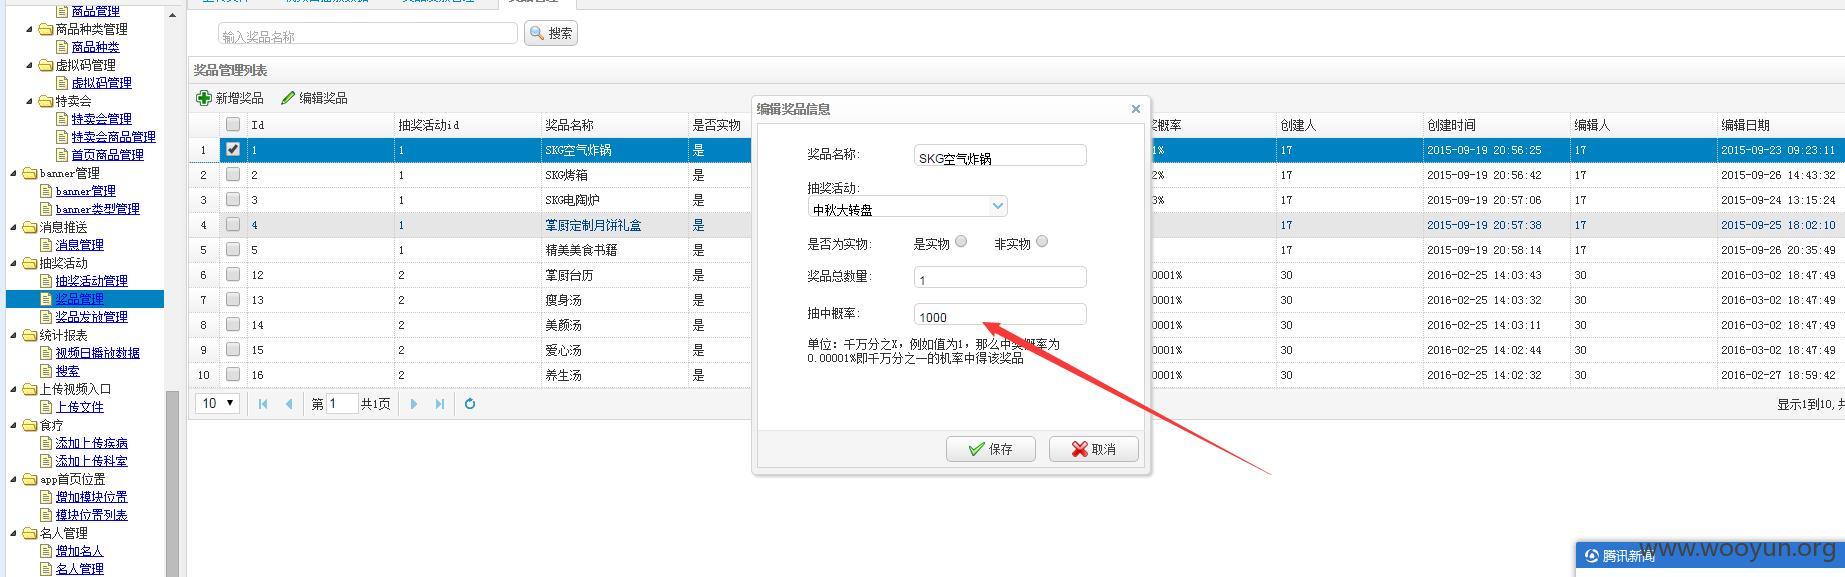 商品管理
商品种类管理
商品种类
虚拟码管理
虚拟码管理
特卖会
特卖会管理
特卖会商品管理
首页商品管理
banner管理
banner管理
banner类型管理
消息推送
消息管理
抽奖活动
抽奖活动管理
奖品管理
奖品发放管理
统计报表
视频日播放数据
搜索
上传视频入口
上传文件
食疗
添加上传疾病
添加上传科室
app首页位置
增加模块位置
模块位置列表
名人管理
增加名人
名人管理
输入奖品名称 搜索
奖品管理列表
新增奖品 编辑奖品
Id 抽奖活动id 奖品名称 是否实物 奖概率 创建人 创建时间 编辑人 编辑日期
1 1 1 SKG空气炸锅 是 1% 17 2015-09-19 20:56:25 17 2015-09-23 09:23:11
2 2 1 SKG烤箱 是 2% 17 2015-09-19 20:56:42 17 2015-09-26 14:43:32
3 3 1 SKG电陶炉 是 3% 17 2015-09-19 20:57:06 17 2015-09-24 13:15:24
4 4 1 掌厨定制月饼礼盒 是 17 2015-09-19 20:57:38 17 2015-09-25 18:02:10
5 5 1 精美美食书籍 是 17 2015-09-19 20:58:14 17 2015-09-26 20:35:49
6 12 2 掌厨台历 是 0001% 30 2016-02-25 14:03:43 30 2016-03-02 18:47:49
7 13 2 瘦身汤 是 0001% 30 2016-02-25 14:03:32 30 2016-03-02 18:47:49
8 14 2 美颜汤 是 0001% 30 2016-02-25 14:03:11 30 2016-03-02 18:47:49
9 15 2 爱心汤 是 0001% 30 2016-02-25 14:02:44 30 2016-03-02 18:47:49
10 16 2 养生汤 是 0001% 30 2016-02-25 14:02:32 30 2016-02-27 18:59:42
10 第 1 共1页 显示1到10,共
编辑奖品信息
奖品名称: SKG空气炸锅
抽奖活动:
中秋大转盘
是否为实物: 是实物 非实物
奖品总数量: 1
抽中概率: 1000
单位: 千万分之X, 例如值为1, 那么中奖概率为
0.00001%即千万分之一的机率中得该奖品
保存 取消
腾讯新闻
www.wooyun.org